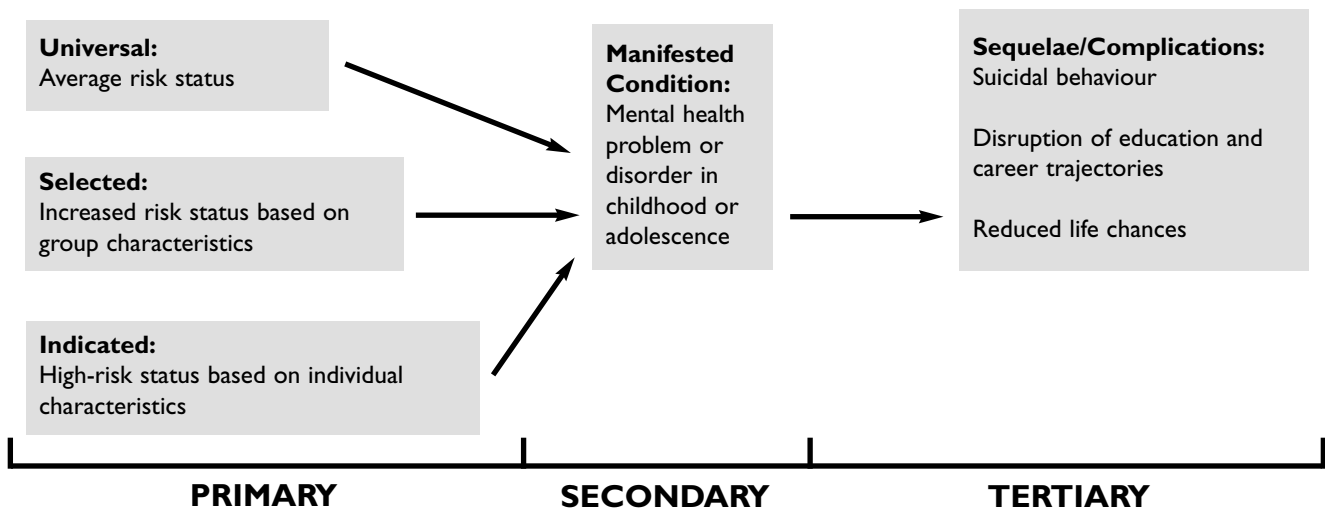 Universal:
Average risk status
Selected:
Increased risk status based on
group characteristics
Indicated:
High-risk status based on individual
characteristics
Manifested
Condition:
Mental health
problem or
disorder in
childhood or
adolescence
Sequelae/Complications:
Suicidal behaviour
Disruption of education and
career trajectories
Reduced life chances
PRIMARY
SECONDARY
TERTIARY